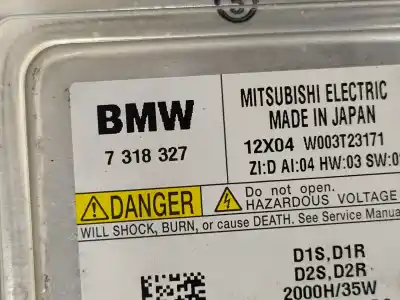 BMW
7 318 327
MITSUBISHI ELECTRIC
MADE IN JAPAN
12X04 W003T23171
ZI:D AI:04 HW:03 SW:0
DANGER
Do not open.
HAZARDOUS VOLTAGE
WILL SHOCK, BURN, or cause DEATH. See Service Manua
D1S, D1R
D2S, D2R
2000H/35W